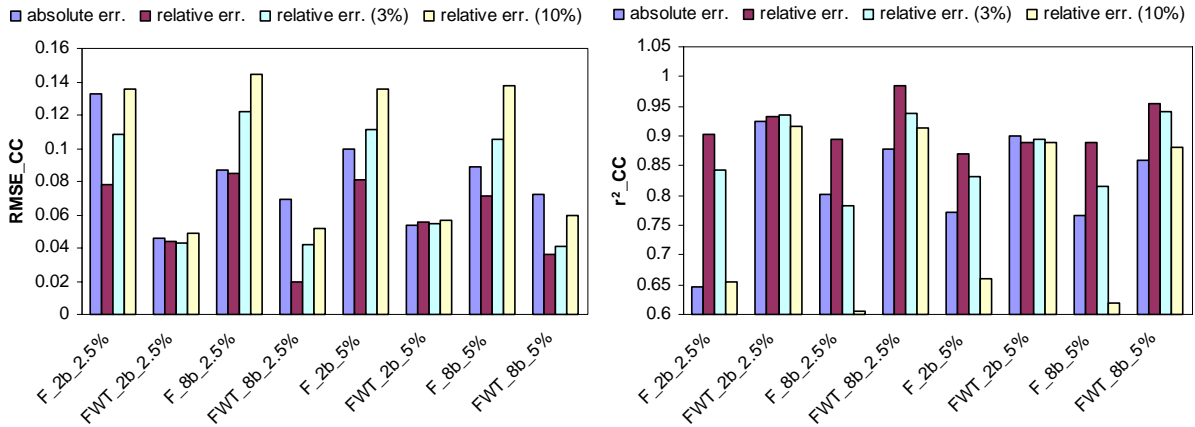 absolute err. relative err. relative err. (3%) relative err. (10%)
RMSE_CC
0.16
0.14
0.12
0.1
0.08
0.06
0.04
0.02
0
F_2b_2.5%
FWT_2b_2.5%
F_8b_2.5%
FWT_8b_2.5%
F_2b_5%
FWT_2b_5%
F_8b_5%
FWT_8b_5%
absolute err. relative err. relative err. (3%) relative err. (10%)
r²_CC
1.05
1
0.95
0.9
0.85
0.8
0.75
0.7
0.65
0.6
F_2b_2.5%
FWT_2b_2.5%
F_8b_2.5%
FWT_8b_2.5%
F_2b_5%
FWT_2b_5%
F_8b_5%
FWT_8b_5%